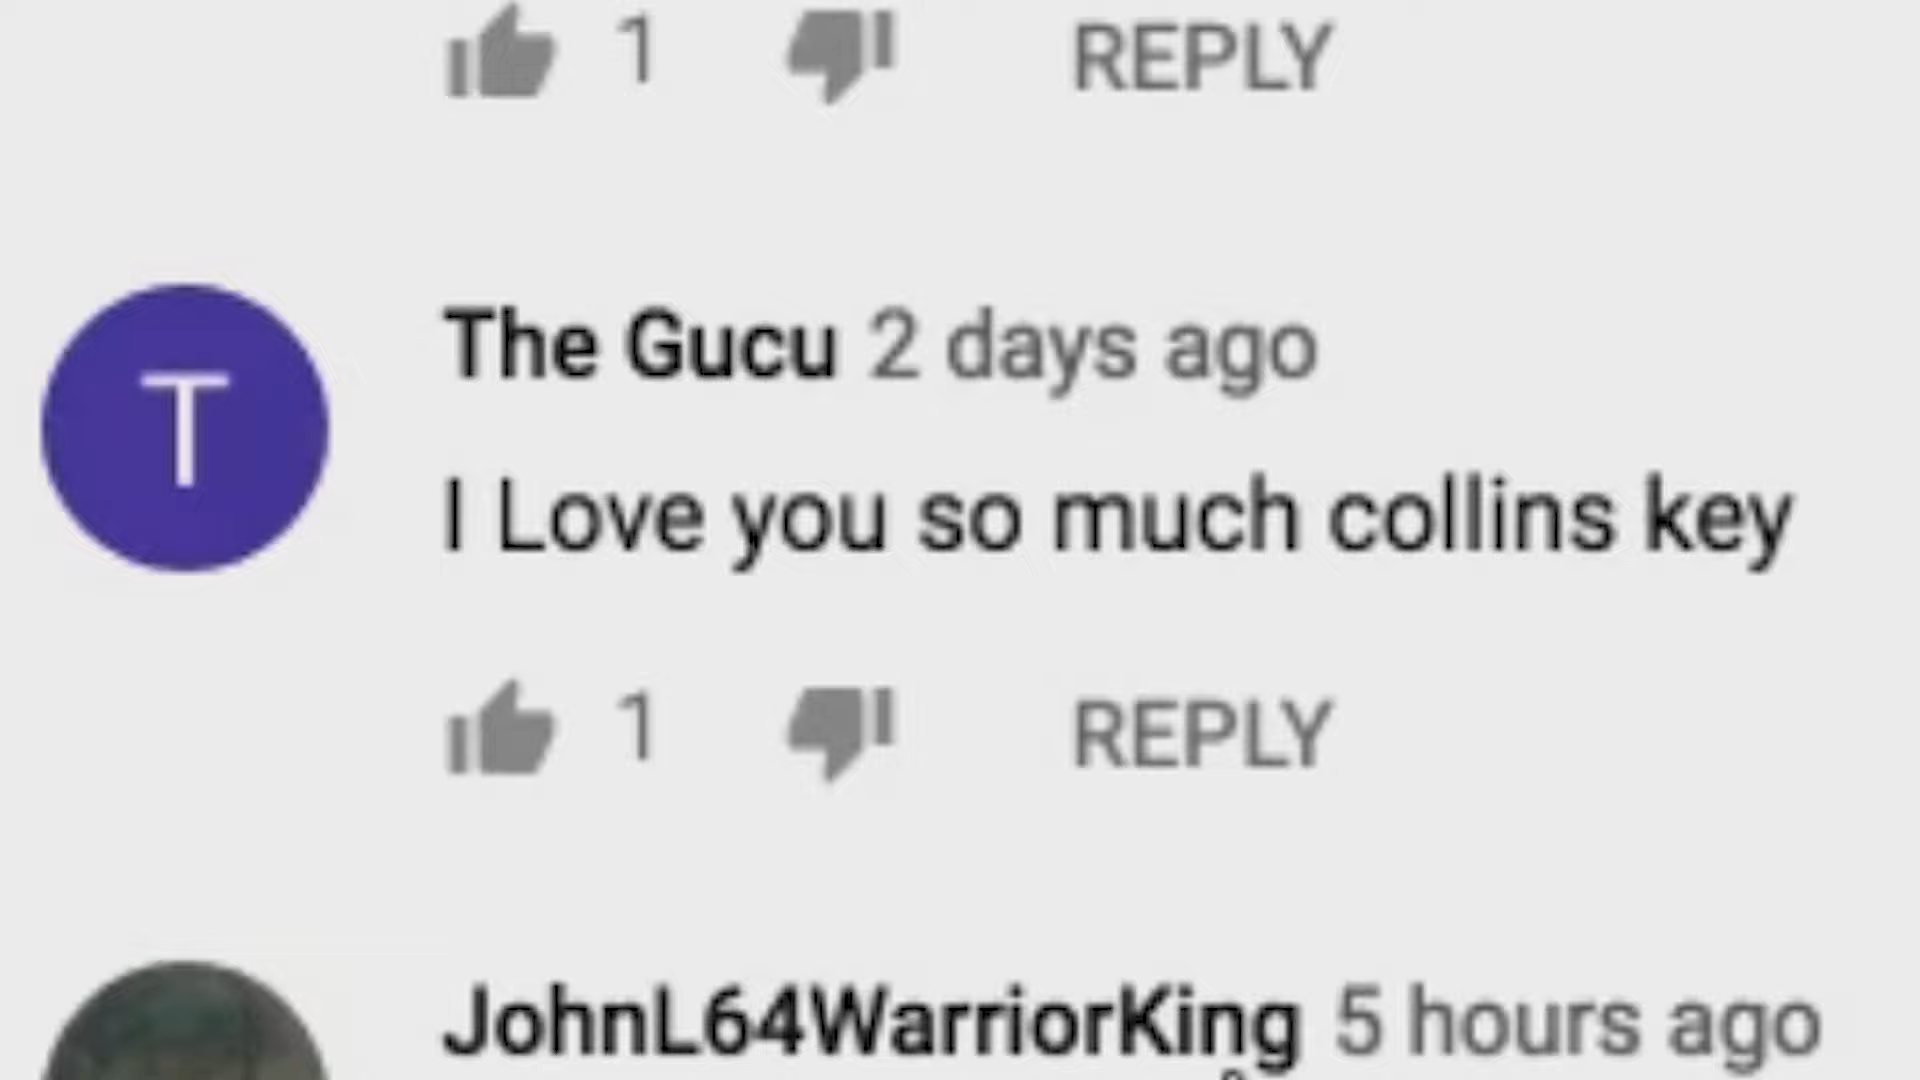 1 REPLY
T
The Gucu 2 days ago
I Love you so much collins key
1 REPLY
JohnL64WarriorKing 5 hours ago